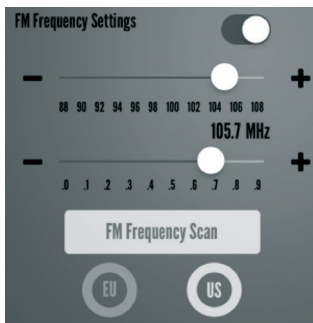 FM Frequency Settings
88 90 92 94 96 98 100 102 104 106 108
105.7 MHz
.0 .1 .2 .3 .4 .5 .6 .7 .8 .9
FM Frequency Scan
EU US